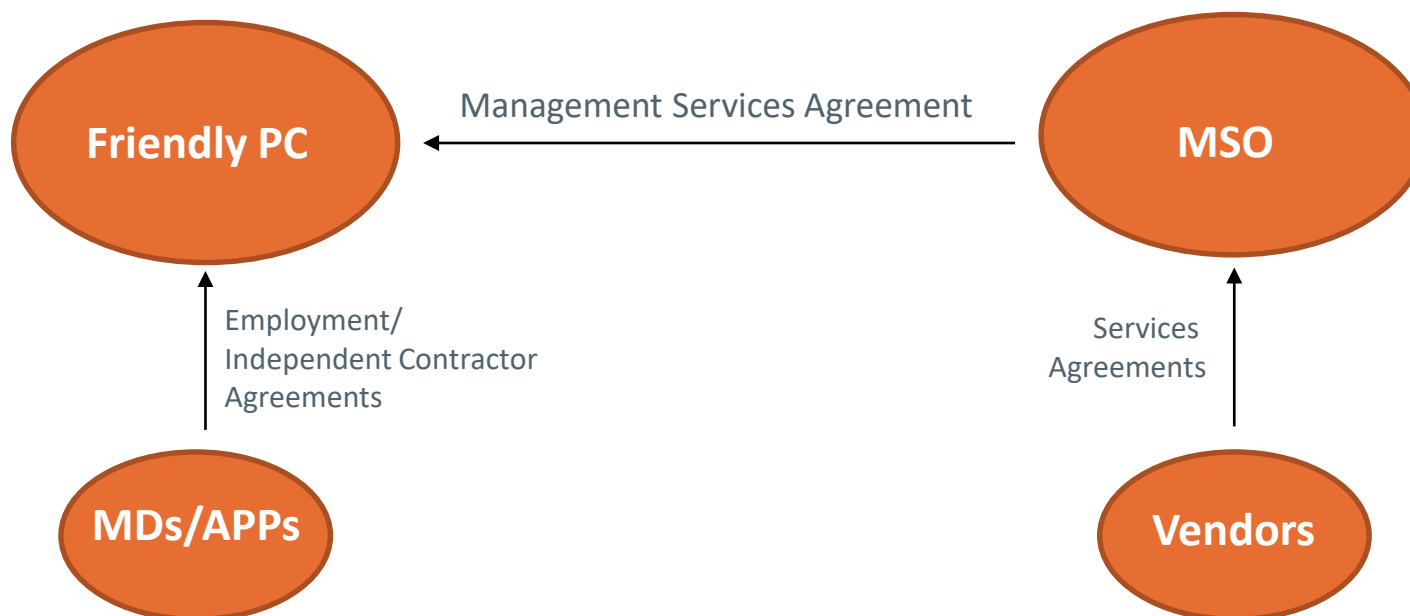 Friendly PC
Management Services Agreement
MSO
Employment/
Independent Contractor
Agreements
Services
Agreements
MDs/APPs
Vendors